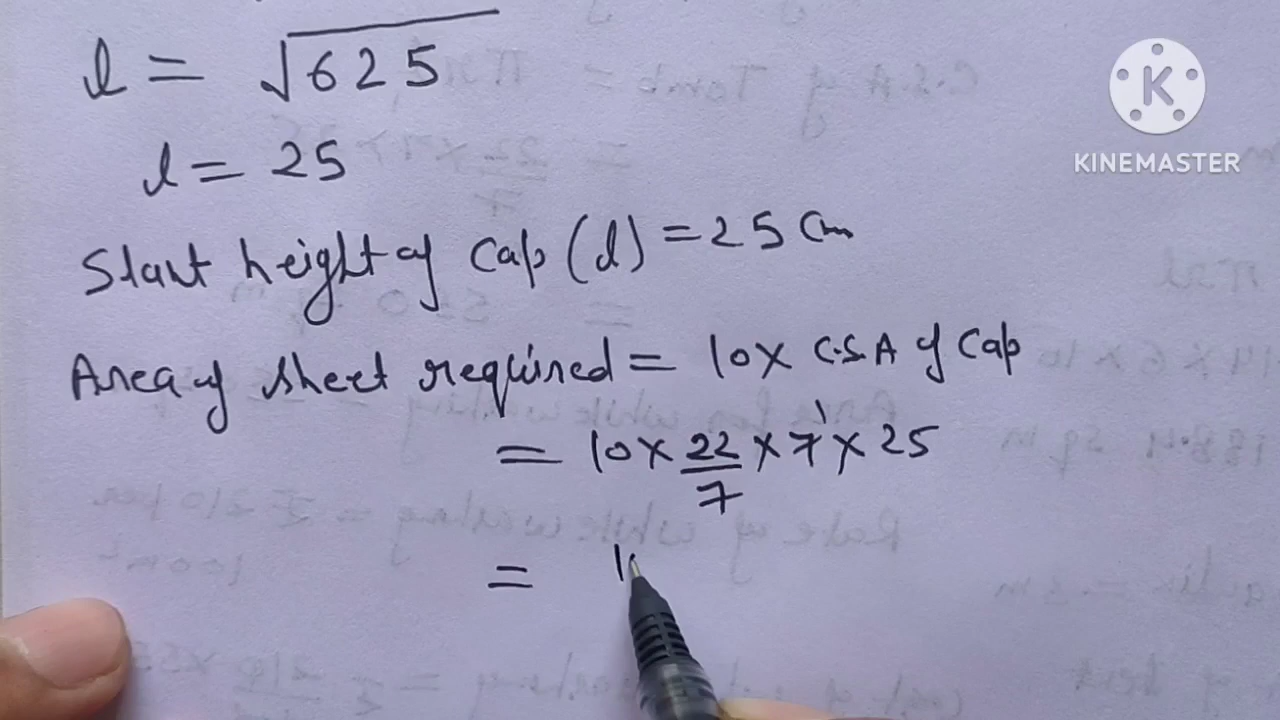 l = √625
l = 25
Slant height of cap (l) = 25 cm
Area of sheet required = 10 × C.S.A of cap
= 10 × 22/7 × 7 × 25
=
KINEMASTER